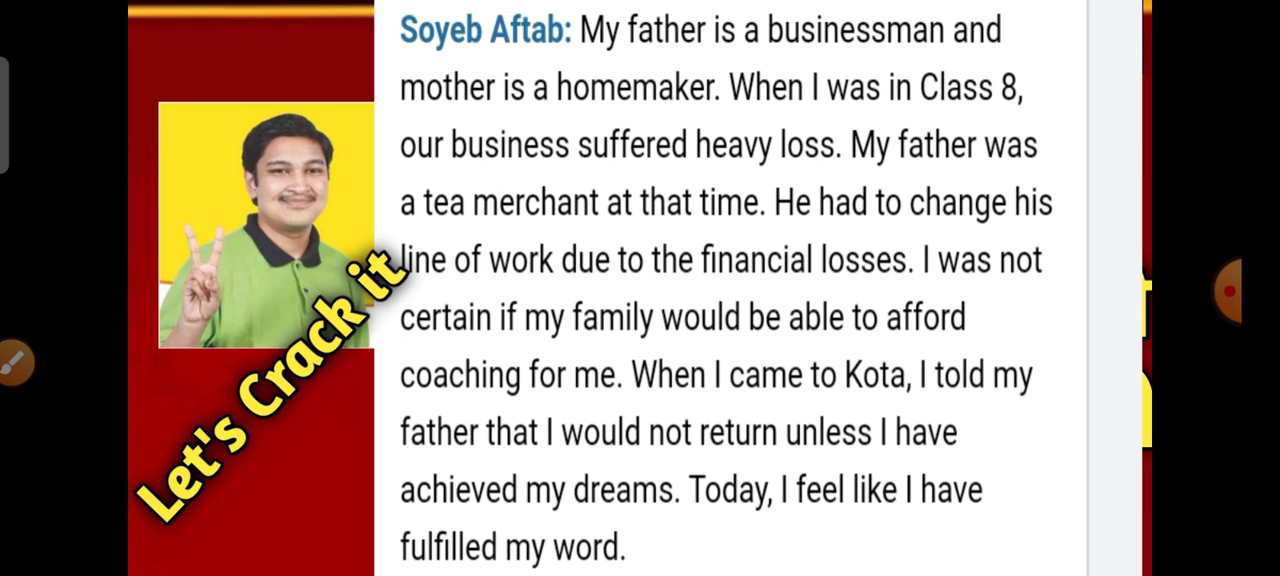 Soyeb Aftab: My father is a businessman and
mother is a homemaker. When I was in Class 8,
our business suffered heavy loss. My father was
a tea merchant at that time. He had to change his
line of work due to the financial losses. I was not
certain if my family would be able to afford
coaching for me. When I came to Kota, I told my
father that I would not return unless I have
achieved my dreams. Today, I feel like I have
fulfilled my word.
Let's Crack it